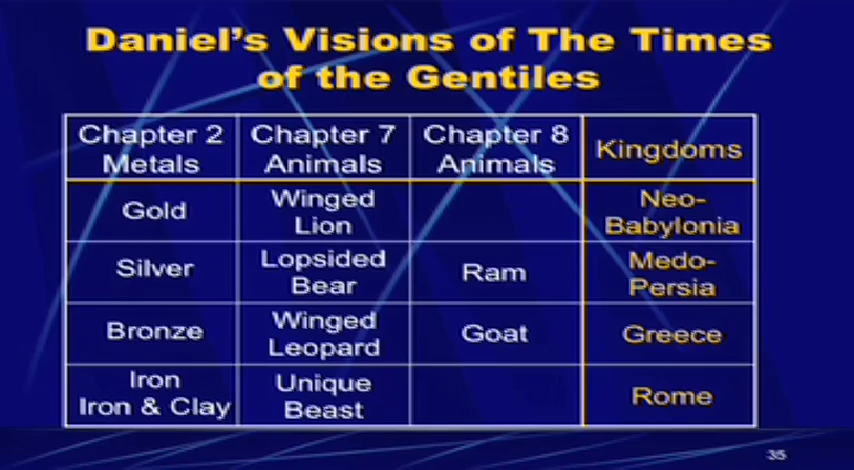 Daniel's Visions of The Times
of the Gentiles
Chapter 2 Chapter 7 Chapter 8 Kingdoms
Metals Animals Animals
Gold Winged Neo-
Lion Babylonia
Silver Lopsided Ram Medo-
Bear Persia
Bronze Winged Goat Greece
Leopard
Iron Unique Rome
Iron & Clay Beast
35